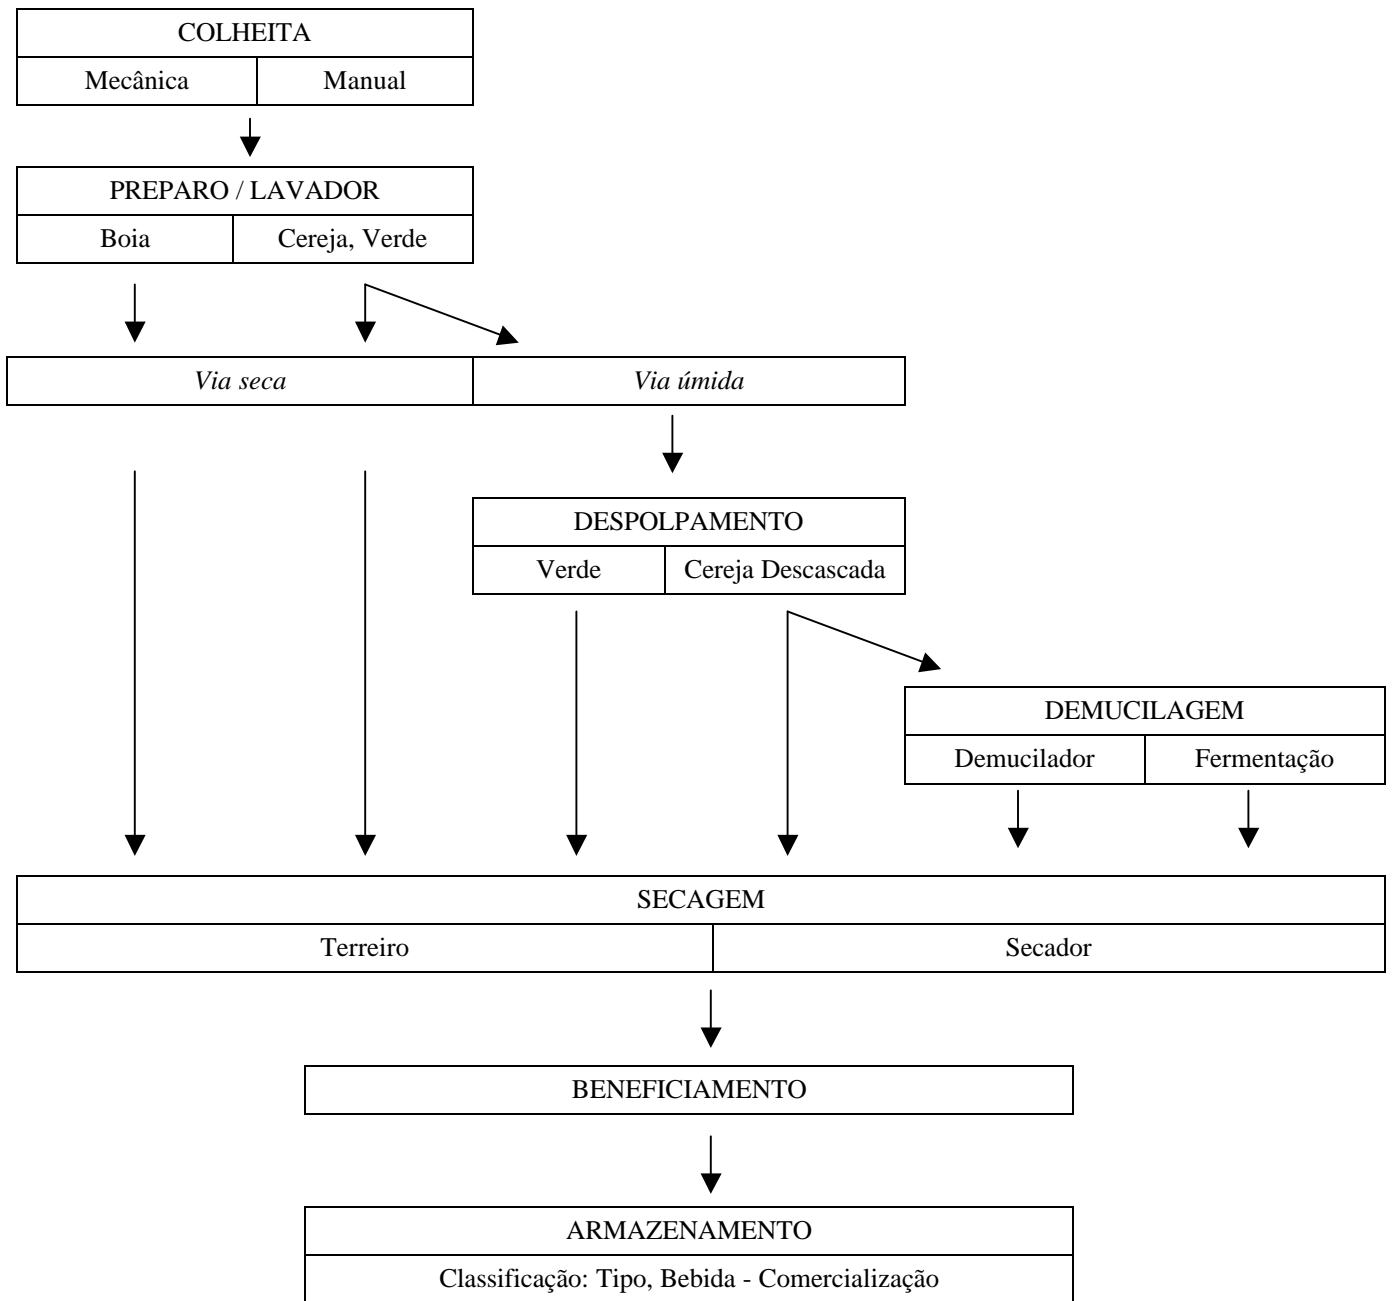 COLHEITA
Mecânica Manual
PREPARO / LAVADOR
Boia Cereja, Verde
Via seca Via úmida
DESPOLPAMENTO
Verde Cereja Descascada
DEMUCILAGEM
Demucilador Fermentação
SECAGEM
Terreiro Secador
BENEFICIAMENTO
ARMAZENAMENTO
Classificação: Tipo, Bebida - Comercialização